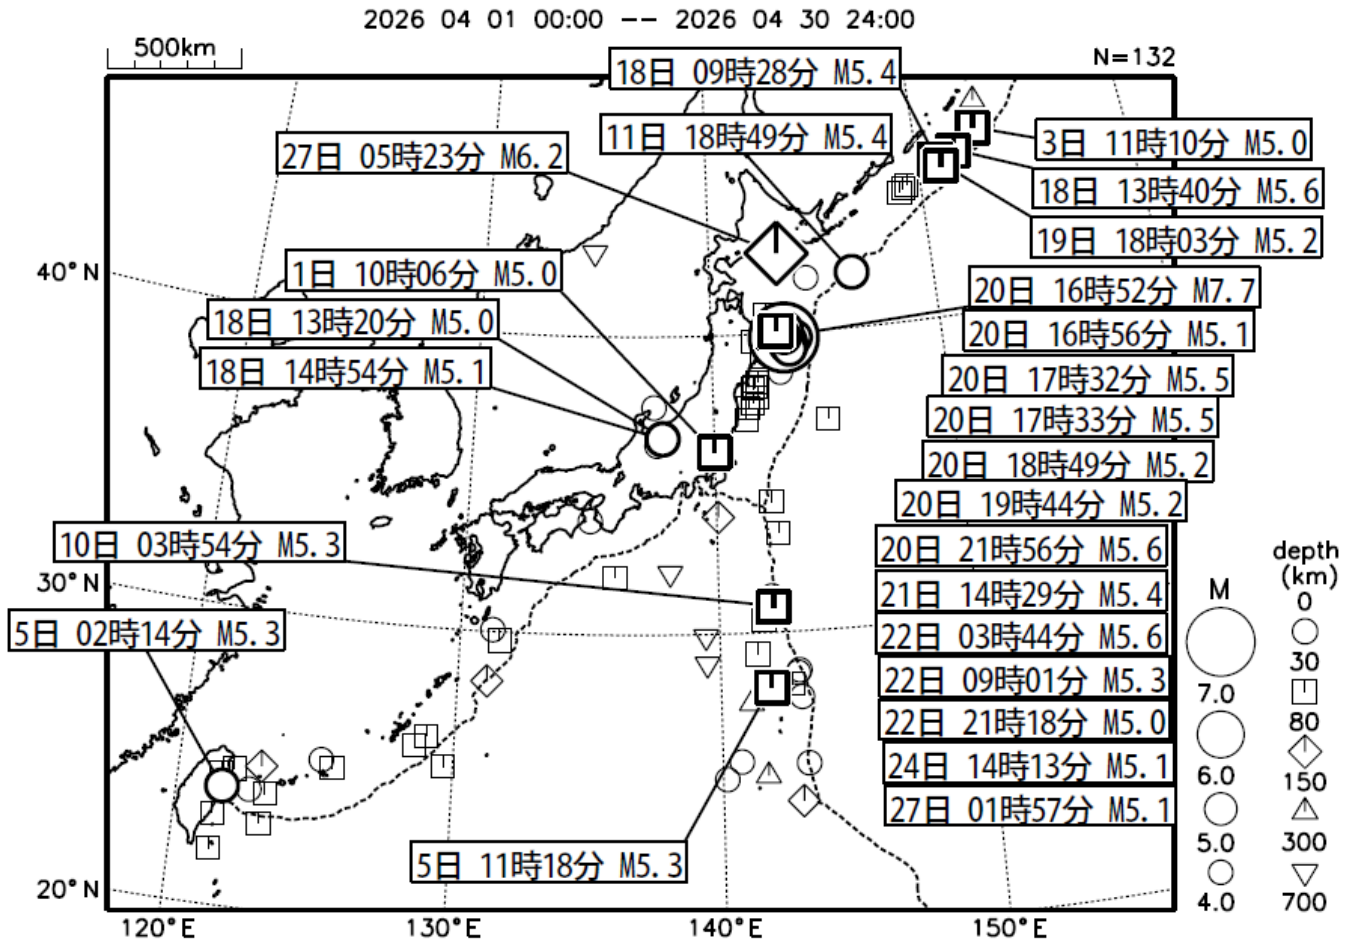 2026 04 01 00:00 -- 2026 04 30 24:00
500km
N=132
18日 09時28分 M5.4
11日 18時49分 M5.4
27日 05時23分 M6.2
3日 11時10分 M5.0
18日 13時40分 M5.6
19日 18時03分 M5.2
40°N
1日 10時06分 M5.0
18日 13時20分 M5.0
18日 14時54分 M5.1
20日 16時52分 M7.7
20日 16時56分 M5.1
20日 17時32分 M5.5
20日 17時33分 M5.5
20日 18時49分 M5.2
20日 19時44分 M5.2
20日 21時56分 M5.6
21日 14時29分 M5.4
22日 03時44分 M5.6
22日 09時01分 M5.3
22日 21時18分 M5.0
24日 14時13分 M5.1
27日 01時57分 M5.1
10日 03時54分 M5.3
30°N
5日 02時14分 M5.3
5日 11時18分 M5.3
20°N
120°E
130°E
140°E
150°E
M
7.0
6.0
5.0
4.0
depth
(km)
0
30
80
150
300
700